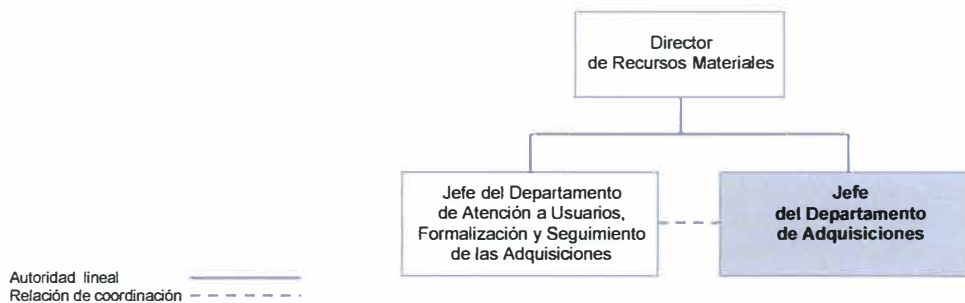 Director
de Recursos Materiales
Jefe del Departamento
de Atención a Usuarios,
Formalización y Seguimiento
de las Adquisiciones
Jefe
del Departamento
de Adquisiciones
Autoridad lineal
Relación de coordinación